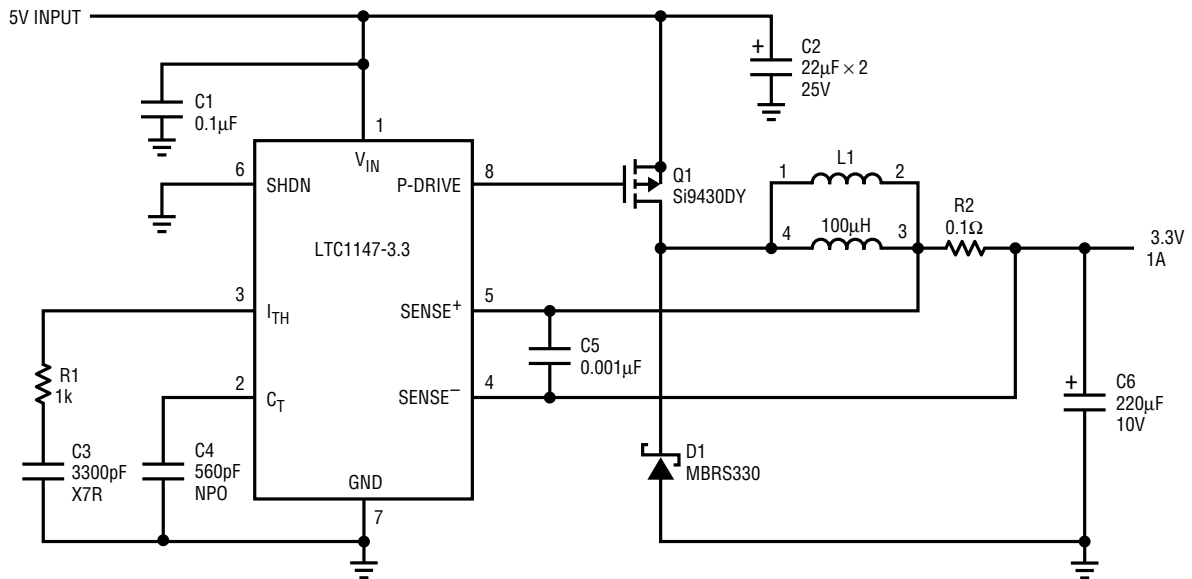 5V INPUT
C1
0.1µF
+
C2
22µF × 2
25V
1
V_IN
6
SHDN
P-DRIVE
8
Q1
Si9430DY
LTC1147-3.3
1
L1
2
4
100µH
3
R2
0.1Ω
3.3V
1A
3
I_TH
SENSE⁺
5
C5
0.001µF
2
C_T
SENSE⁻
4
R1
1k
C3
3300pF
X7R
C4
560pF
NPO
GND
7
D1
MBRS330
+
C6
220µF
10V